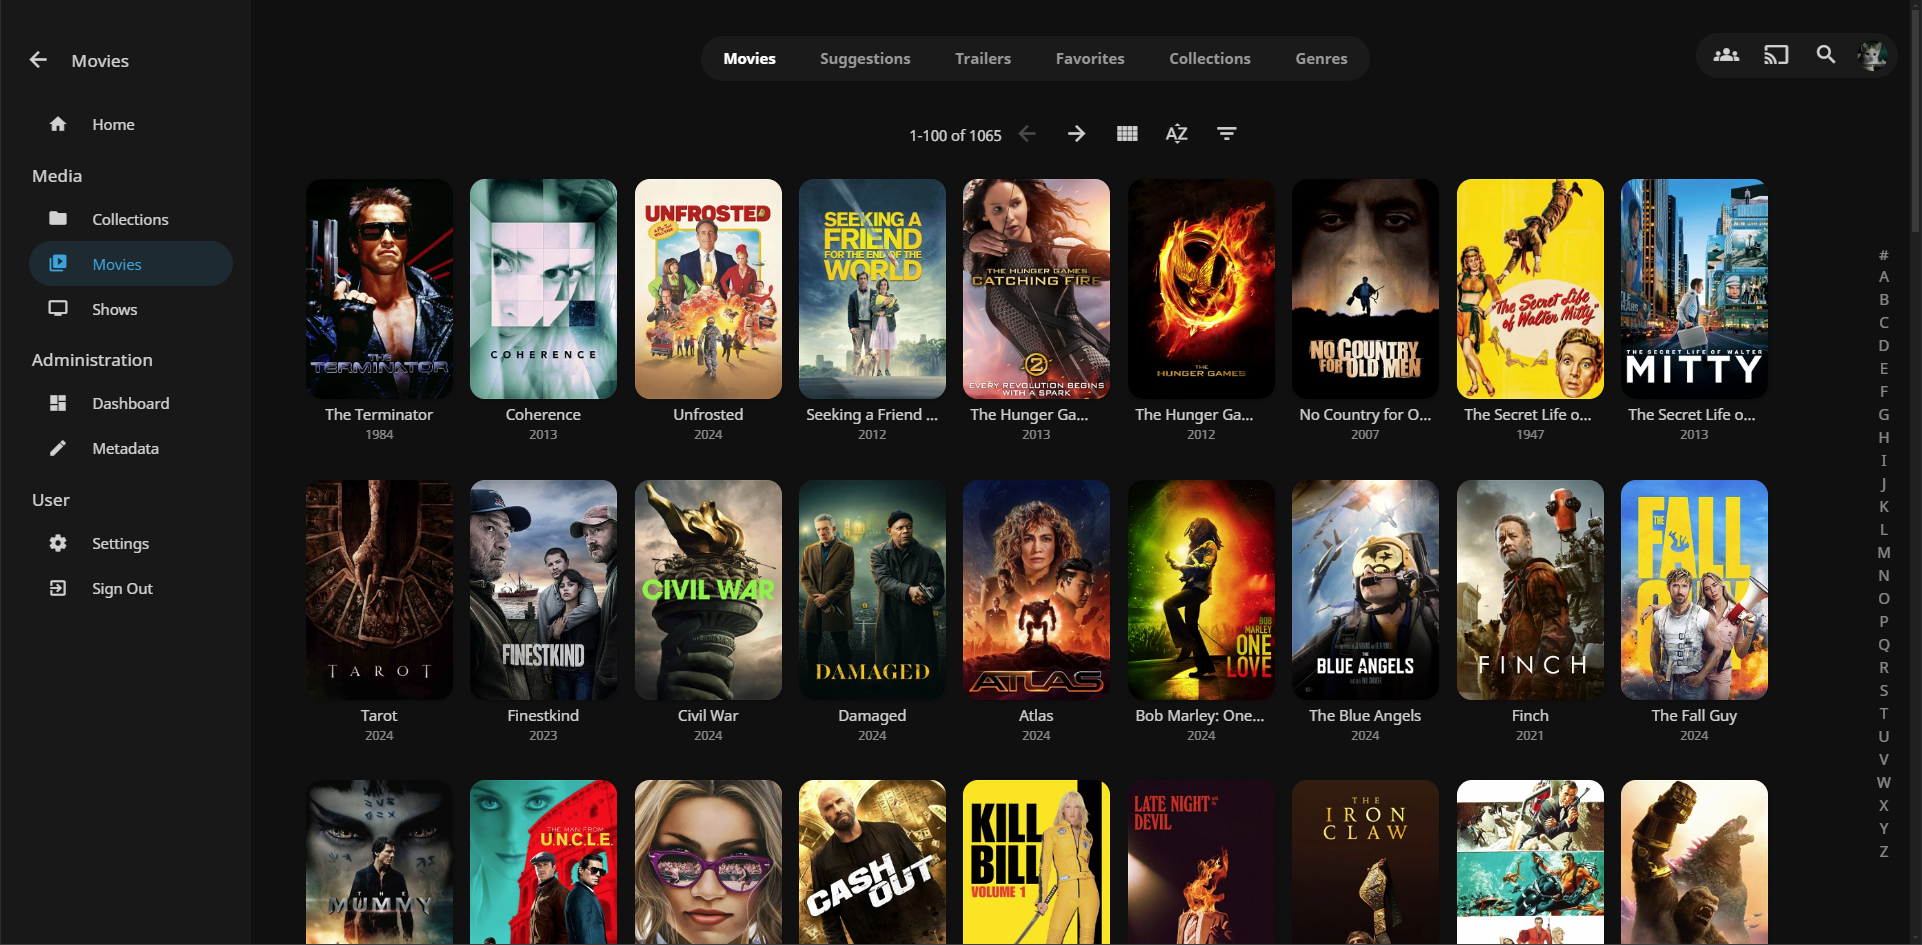 Movies
Home
Media
Collections
Movies
Shows
Administration
Dashboard
Metadata
User
Settings
Sign Out
Movies Suggestions Trailers Favorites Collections Genres
1-100 of 1065
AZ
THE
TERMINATOR
COHERENCE
UNFROSTED
SEEKING A
FRIEND
FOR THE END OF THE
WORLD
THE HUNGER GAMES
CATCHING FIRE
2
EVERY REVOLUTION BEGINS
WITH A SPARK
THE
HUNGER GAMES
NO COUNTRY
FOR OLD MEN
"The Secret Life
of Walter Mitty"
THE SECRET LIFE OF WALTER
MITTY
The Terminator
1984
Coherence
2013
Unfrosted
2024
Seeking a Friend ...
2012
The Hunger Ga...
2013
The Hunger Ga...
2012
No Country for O...
2007
The Secret Life o...
1947
The Secret Life o...
2013
TAROT
FINESTKIND
CIVIL WAR
DAMAGED
ATLAS
BOB
MARLEY
ONE
LOVE
THE
BLUE ANGELS
FINCH
THE
FALL
GUY
Tarot
2024
Finestkind
2023
Civil War
2024
Damaged
2024
Atlas
2024
Bob Marley: One...
2024
The Blue Angels
2024
Finch
2021
The Fall Guy
2024
THE
MUMMY
THE MAN FROM
U.N.C.L.E.
CASH
OUT
KILL
BILL
VOLUME 1
LATE NIGHT WITH THE
DEVIL
THE
IRON
CLAW
#
A
B
C
D
E
F
G
H
I
J
K
L
M
N
O
P
Q
R
S
T
U
V
W
X
Y
Z